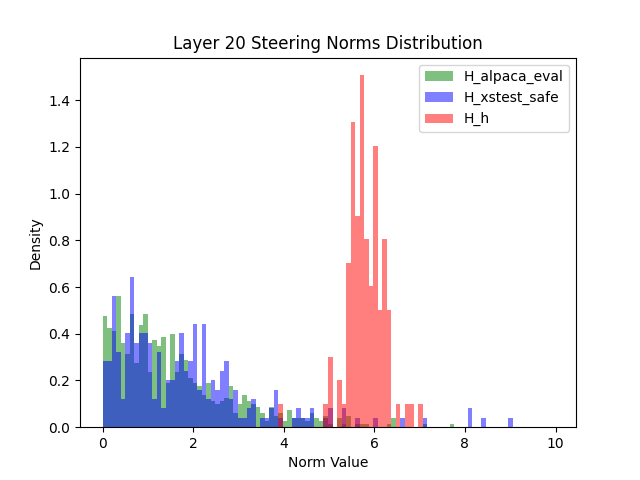 Layer 20 Steering Norms Distribution
H_alpaca_eval
H_xstest_safe
H_h
Density
1.4
1.2
1.0
0.8
0.6
0.4
0.2
0.0
0 2 4 6 8 10
Norm Value